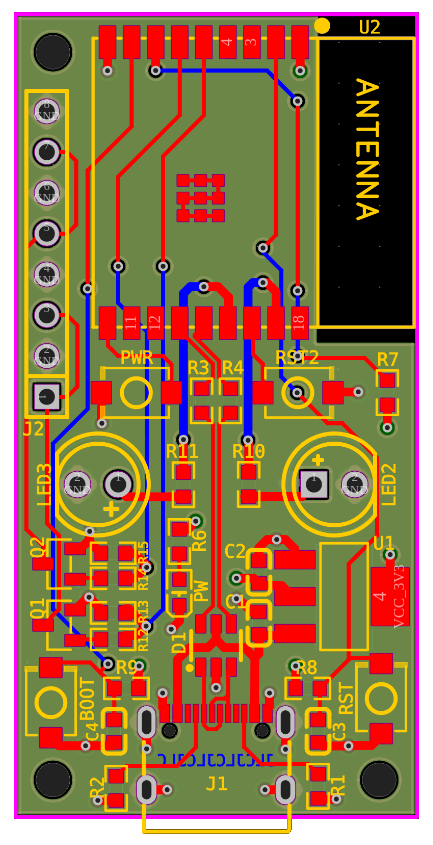 U2
4
3
ANTENNA
11
12
18
PWR
RST2
R3
R4
R7
J2
R11
R10
LED3
LED2
+
+
Q2
R15
R14
R6
C2
U1
VCC_3V3
4
Q1
R13
R12
PW
C1
D1
R9
R8
BOOT
RST
C4
C3
JLCJLCJLCJLC
R2
J1
R1